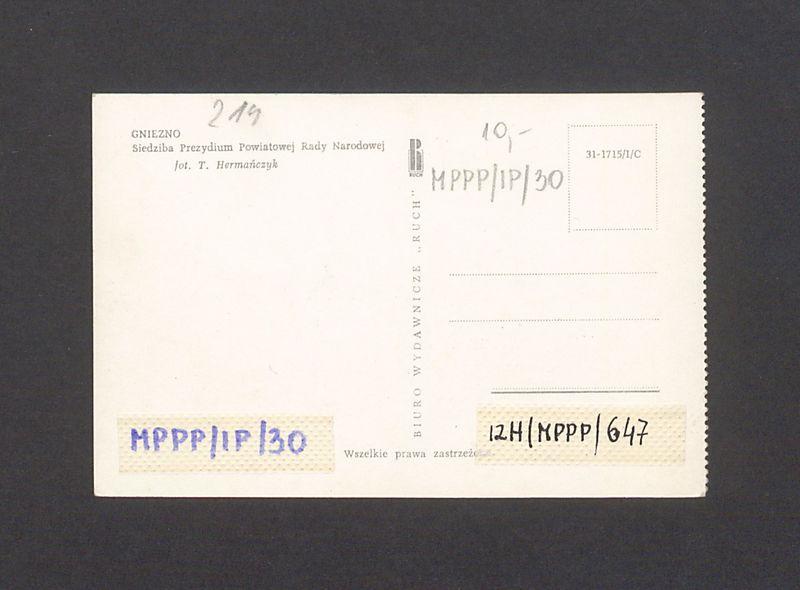 219
GNIEZNO
Siedziba Prezydium Powiatowej Rady Narodowej
fot. T. Hermańczyk
RUCH
BIURO WYDAWNICZE „RUCH"
10,-
MPPP/IP/30
31-1715/I/C
MPPP/IP/30
12H/MPPP/647
Wszelkie prawa zastrzeżone